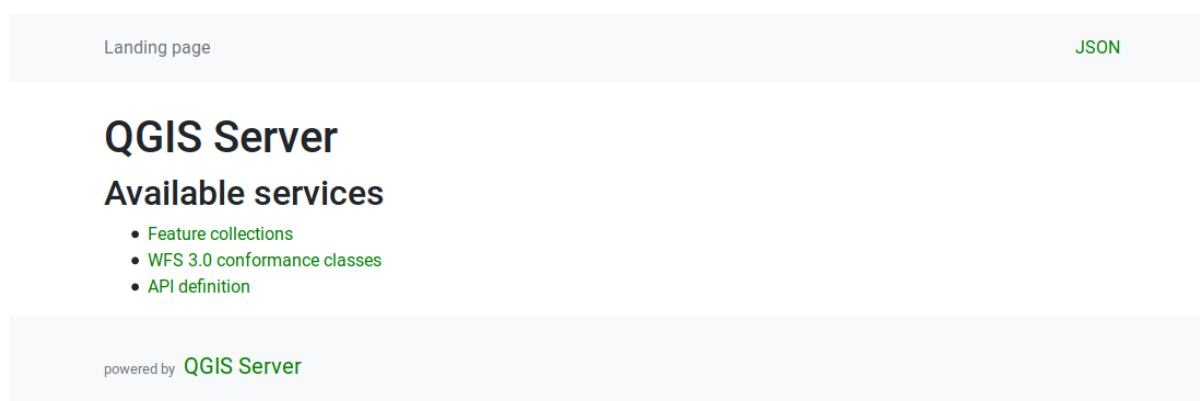 Landing page JSON
QGIS Server
Available services
Feature collections
WFS 3.0 conformance classes
API definition
powered by QGIS Server